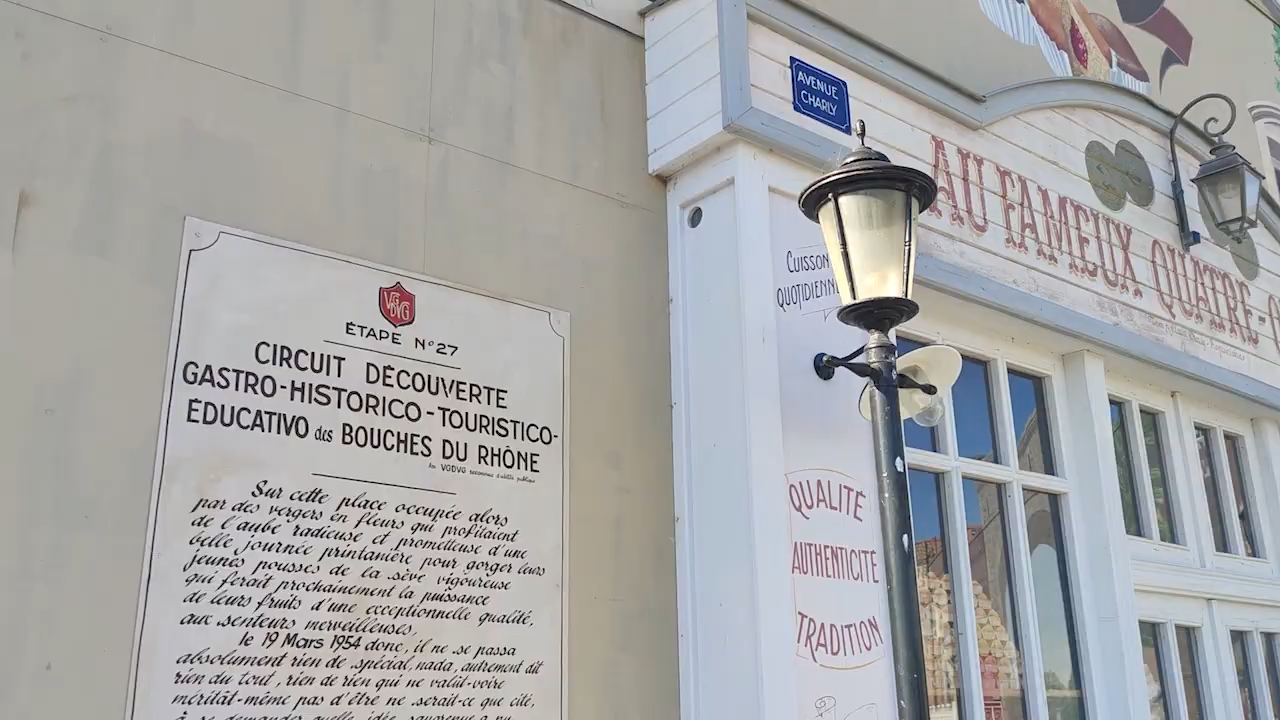 VGDVG
ÉTAPE N°27
CIRCUIT DÉCOUVERTE
GASTRO-HISTORICO-TOURISTICO-
ÉDUCATIVO des BOUCHES DU RHÔNE
Sur cette place occupée alors
par des vergers en fleurs qui profitaient
de l'aube radieuse et prometteuse d'une
belle journée printanière pour gorger leurs
jeunes pousses de la sève vigoureuse
qui ferait prochainement la puissance
de leurs fruits d'une exceptionnelle qualité,
aux senteurs merveilleuses,
le 19 Mars 1954 donc, il ne se passa
absolument rien de spécial, nada, autrement dit
rien du tout, rien de rien qui ne valût-voire
méritât-même pas d'être ne serait-ce que cité,
à se demander quelle idée
AVENUE
CHARLY
AU FAMEUX QUATRE-
CUISSON
QUOTIDIENNE
QUALITÉ
AUTHENTICITÉ
TRADITION